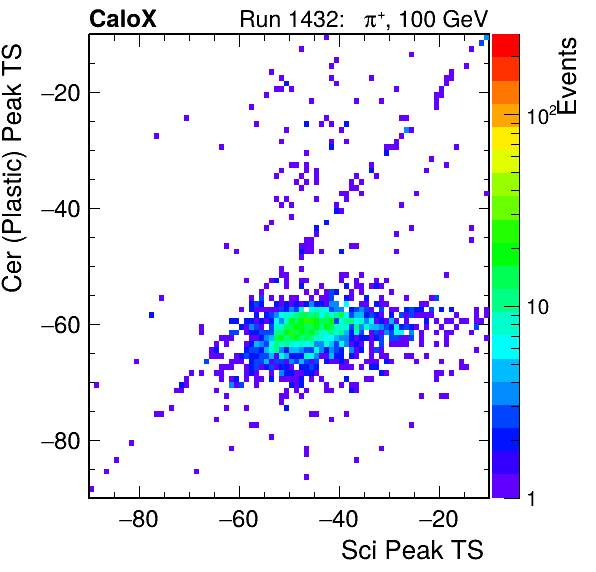 CaloX Run 1432: π⁺, 100 GeV
Cer (Plastic) Peak TS
−20
−40
−60
−80
−80 −60 −40 −20
Sci Peak TS
Events
10²
10
1